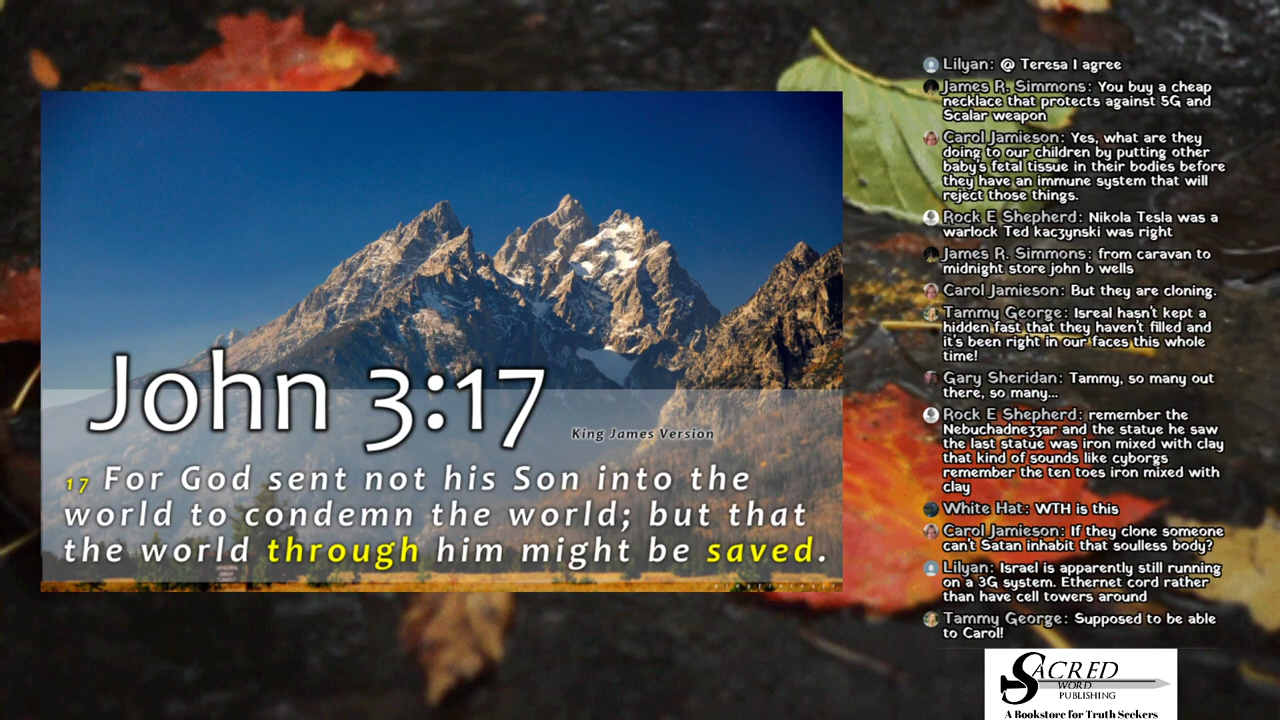 John 3:17
King James Version
17 For God sent not his Son into the
world to condemn the world; but that
the world through him might be saved.
Lilyan: @ Teresa I agree
James R. Simmons: You buy a cheap
necklace that protects against 5G and
Scalar weapon
Carol Jamieson: Yes, what are they
doing to our children by putting other
baby's fetal tissue in their bodies before
they have an immune system that will
reject those things.
Rock E Shepherd: Nikola Tesla was a
warlock Ted kaczynski was right
James R. Simmons: from caravan to
midnight store john b wells
Carol Jamieson: But they are cloning.
Tammy George: Isreal hasn't kept a
hidden fast that they haven't filled and
it's been right in our faces this whole
time!
Gary Sheridan: Tammy, so many out
there, so many...
Rock E Shepherd: remember the
Nebuchadnezzar and the statue he saw
the last statue was iron mixed with clay
that kind of sounds like cyborgs
remember the ten toes iron mixed with
clay
White Hat: WTH is this
Carol Jamieson: If they clone someone
can't Satan inhabit that soulless body?
Lilyan: Israel is apparently still running
on a 3G system. Ethernet cord rather
than have cell towers around
Tammy George: Supposed to be able
to Carol!
SACRED
WORD
PUBLISHING
A Bookstore for Truth Seekers